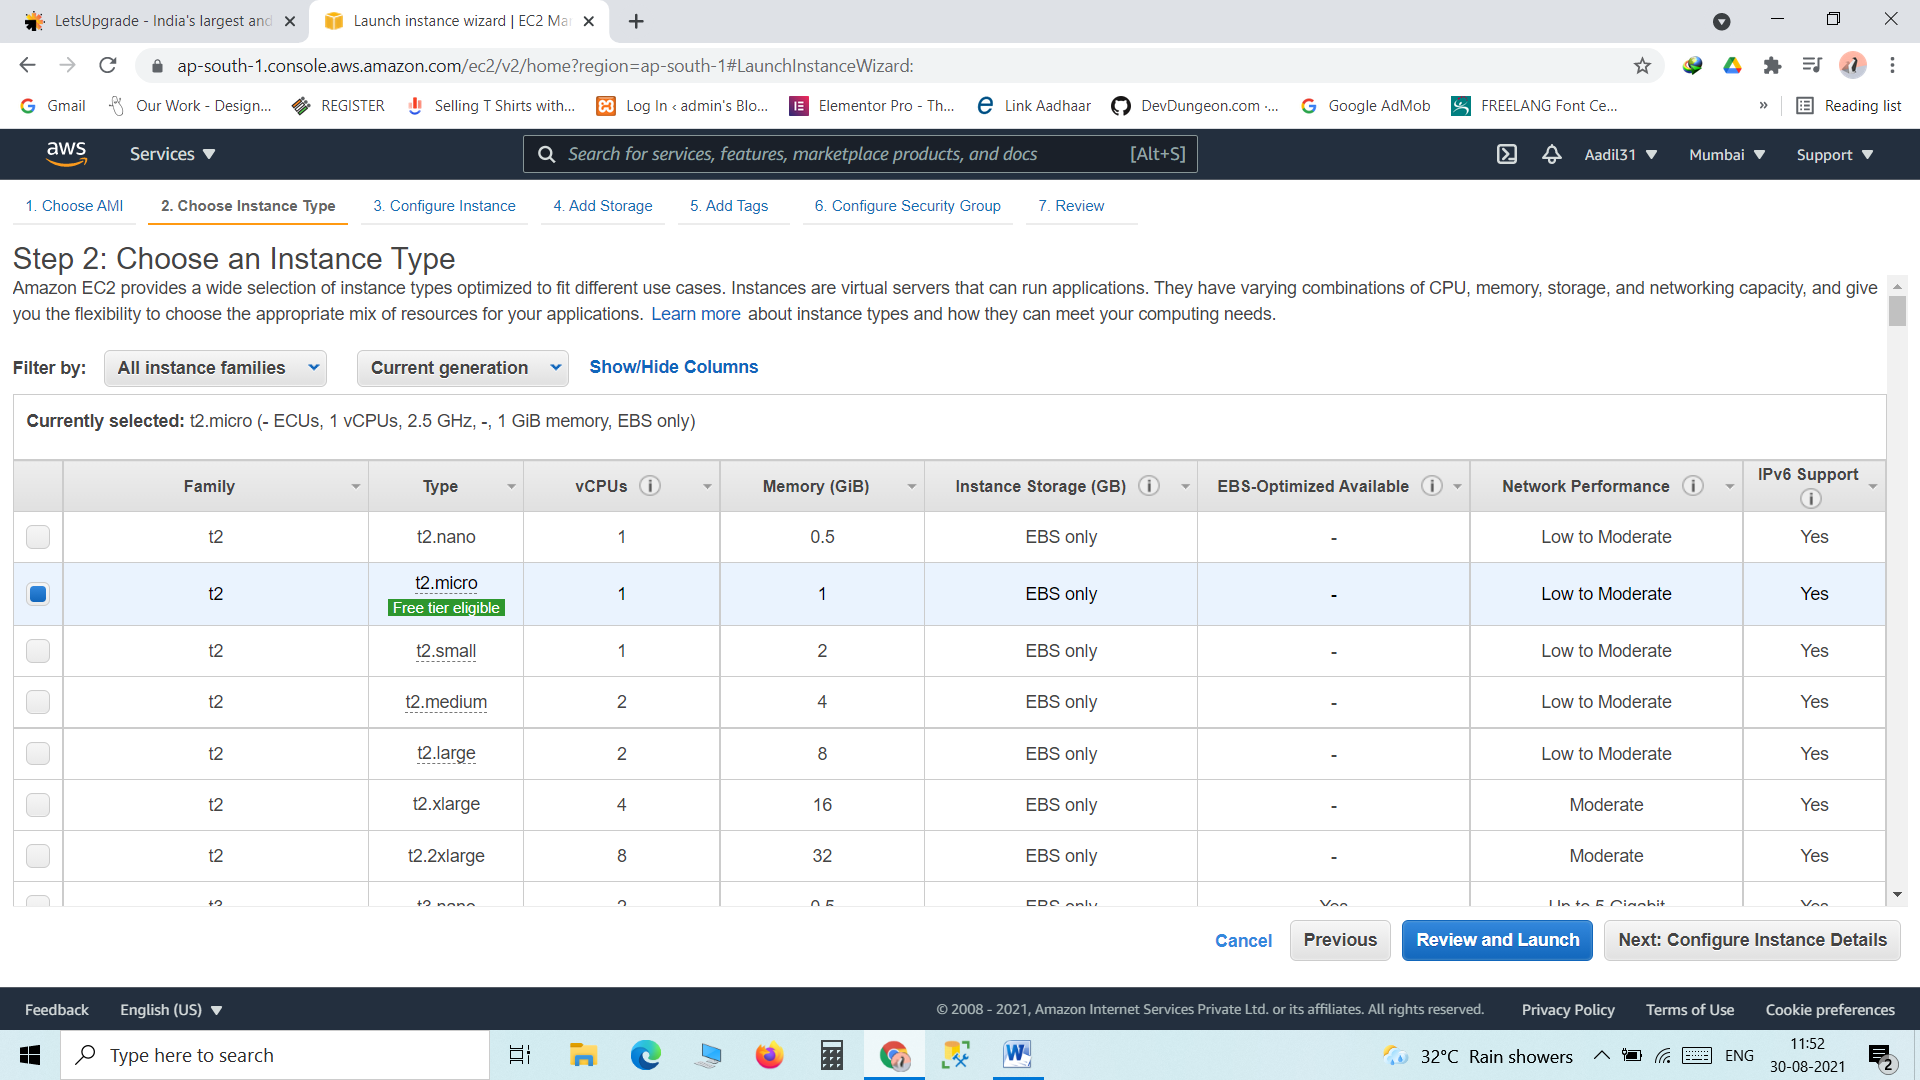 LetsUpgrade - India's largest and
Launch instance wizard | EC2 Ma
ap-south-1.console.aws.amazon.com/ec2/v2/home?region=ap-south-1#LaunchInstanceWizard:
Gmail Our Work - Design... REGISTER Selling T Shirts with... Log In ‹ admin's Blo... Elementor Pro - Th... Link Aadhaar DevDungeon.com -... Google AdMob FREELANG Font Ce... » Reading list
aws Services Search for services, features, marketplace products, and docs [Alt+S] Aadil31 Mumbai Support
1. Choose AMI 2. Choose Instance Type 3. Configure Instance 4. Add Storage 5. Add Tags 6. Configure Security Group 7. Review
Step 2: Choose an Instance Type
Amazon EC2 provides a wide selection of instance types optimized to fit different use cases. Instances are virtual servers that can run applications. They have varying combinations of CPU, memory, storage, and networking capacity, and give
you the flexibility to choose the appropriate mix of resources for your applications. Learn more about instance types and how they can meet your computing needs.
Filter by: All instance families Current generation Show/Hide Columns
Currently selected: t2.micro (- ECUs, 1 vCPUs, 2.5 GHz, -, 1 GiB memory, EBS only)
Family Type vCPUs Memory (GiB) Instance Storage (GB) EBS-Optimized Available Network Performance IPv6 Support
t2 t2.nano 1 0.5 EBS only - Low to Moderate Yes
t2 t2.micro 1 1 EBS only - Low to Moderate Yes
Free tier eligible
t2 t2.small 1 2 EBS only - Low to Moderate Yes
t2 t2.medium 2 4 EBS only - Low to Moderate Yes
t2 t2.large 2 8 EBS only - Low to Moderate Yes
t2 t2.xlarge 4 16 EBS only - Moderate Yes
t2 t2.2xlarge 8 32 EBS only - Moderate Yes
t3 t3.nano 2 0.5 EBS only Yes Up to 5 Gigabit Yes
Cancel Previous Review and Launch Next: Configure Instance Details
Feedback English (US) © 2008 - 2021, Amazon Internet Services Private Ltd. or its affiliates. All rights reserved. Privacy Policy Terms of Use Cookie preferences
Type here to search 32°C Rain showers ENG 11:52
30-08-2021 2